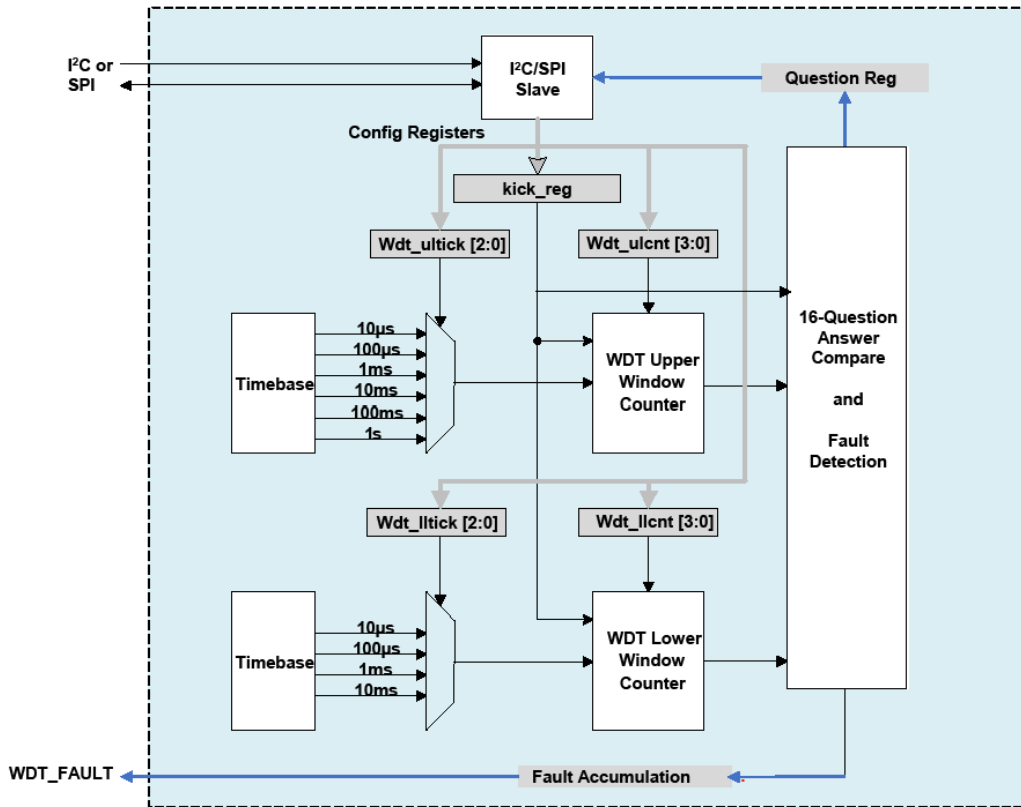 I²C or
SPI
I²C/SPI
Slave
Question Reg
Config Registers
kick_reg
Wdt_ultick [2:0]
Wdt_ulcnt [3:0]
Timebase
10µs
100µs
1ms
10ms
100ms
1s
WDT Upper
Window
Counter
16-Question
Answer
Compare
and
Fault
Detection
Wdt_lltick [2:0]
Wdt_llcnt [3:0]
Timebase
10µs
100µs
1ms
10ms
WDT Lower
Window
Counter
WDT_FAULT
Fault Accumulation